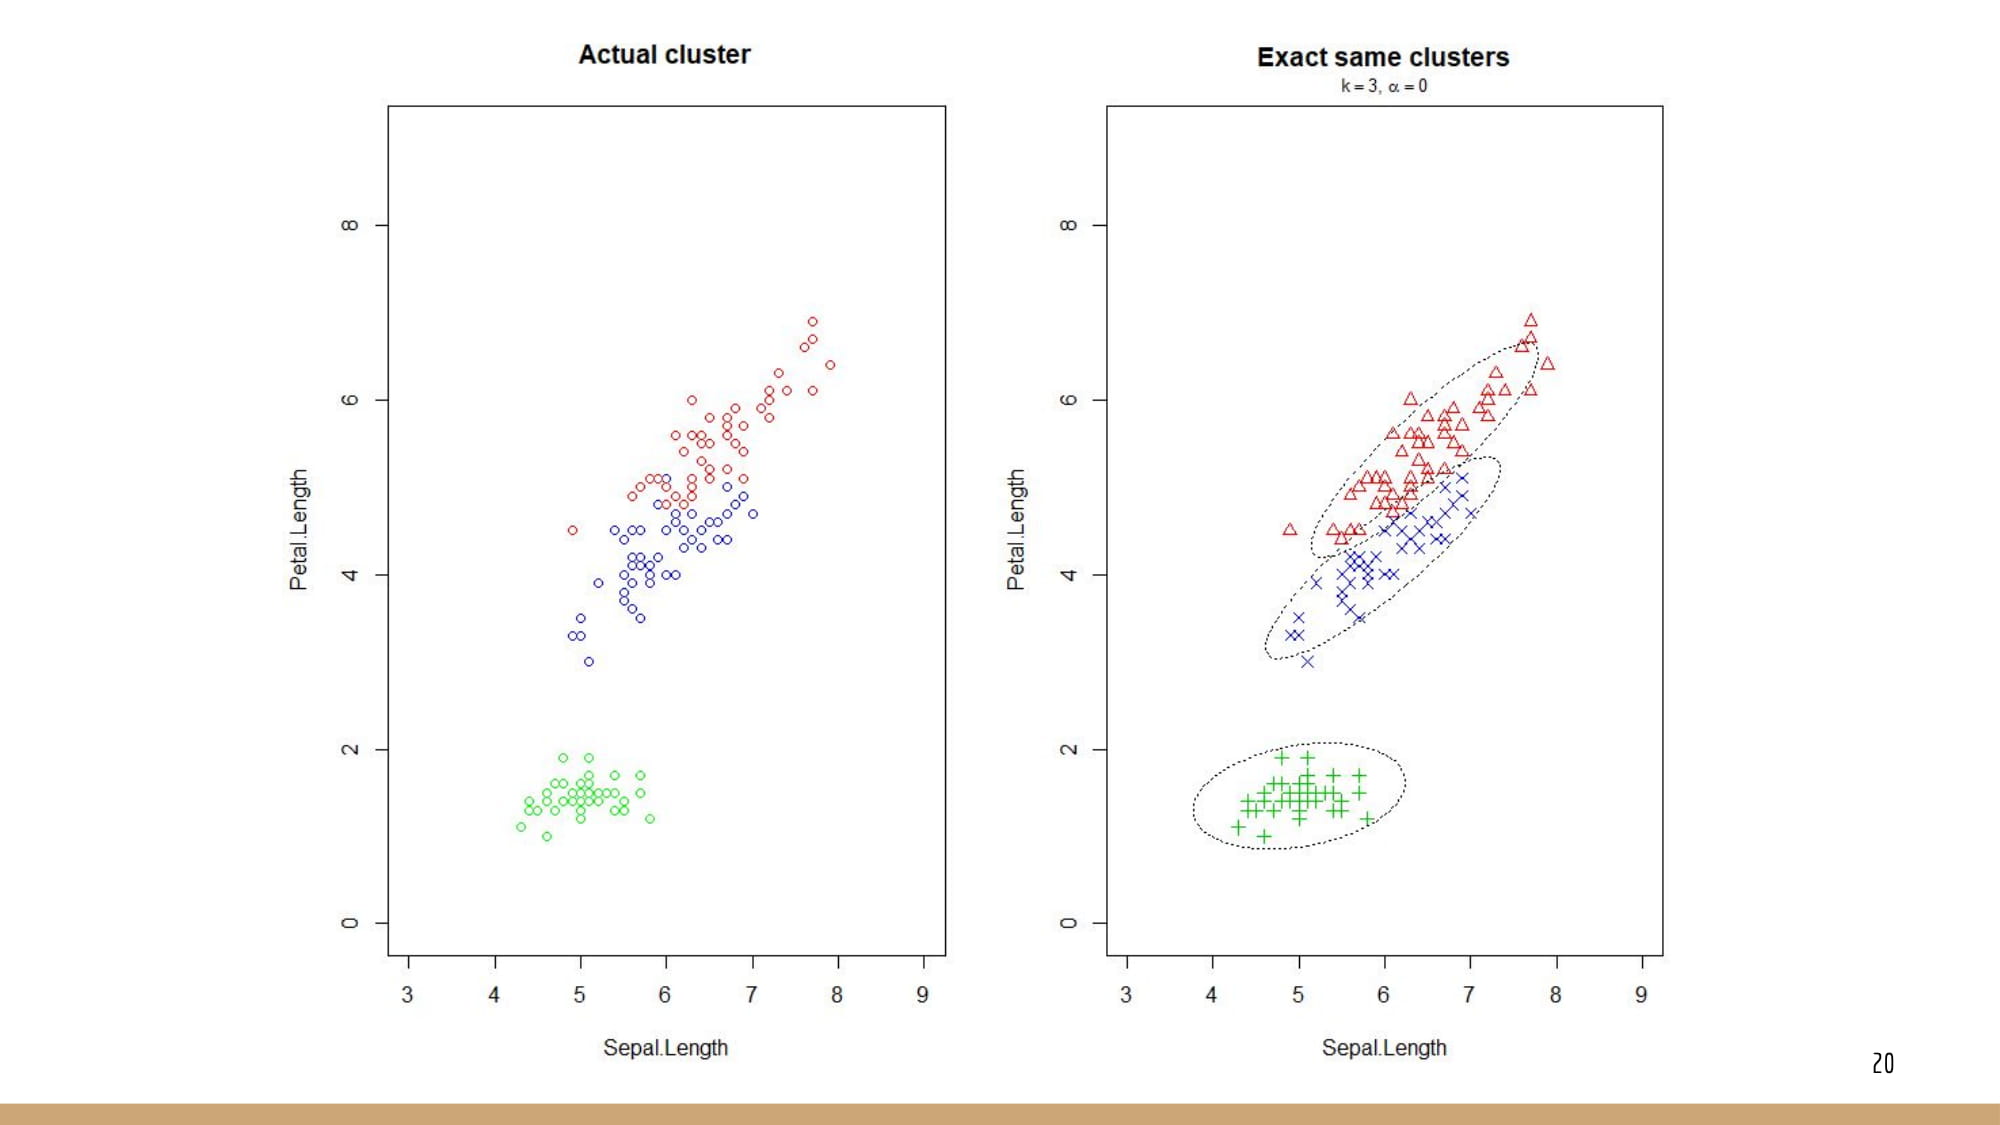 Actual cluster
Exact same clusters
k = 3, α = 0
Petal.Length
8
6
4
2
0
3 4 5 6 7 8 9
Sepal.Length
Petal.Length
8
6
4
2
0
3 4 5 6 7 8 9
Sepal.Length
20